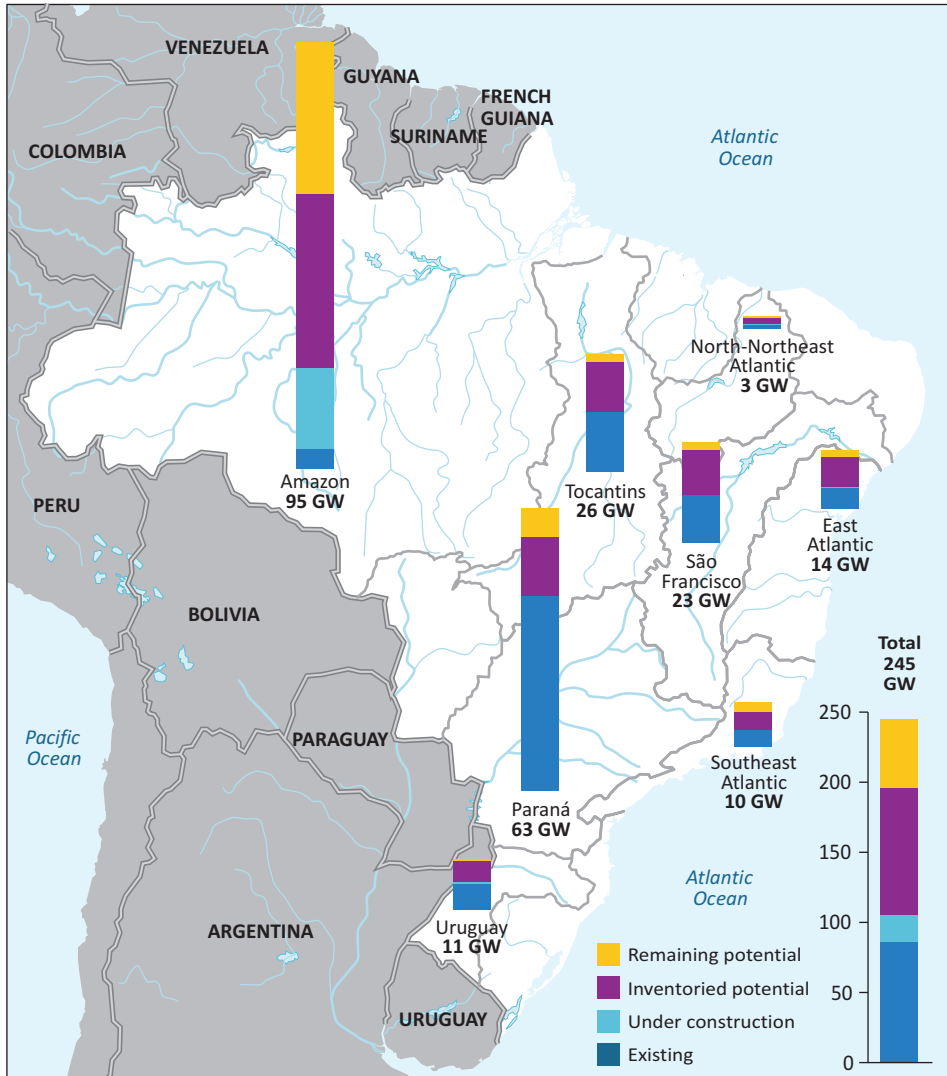 VENEZUELA
GUYANA
FRENCH
GUIANA
SURINAME
COLOMBIA
Atlantic
Ocean
North-Northeast
Atlantic
3 GW
Amazon
95 GW
Tocantins
26 GW
PERU
East
Atlantic
14 GW
São
Francisco
23 GW
BOLIVIA
Total
245
GW
PARAGUAY
Pacific
Ocean
Southeast
Atlantic
10 GW
Paraná
63 GW
Atlantic
Ocean
ARGENTINA
Uruguay
11 GW
URUGUAY
Remaining potential
Inventoried potential
Under construction
Existing
250
200
150
100
50
0